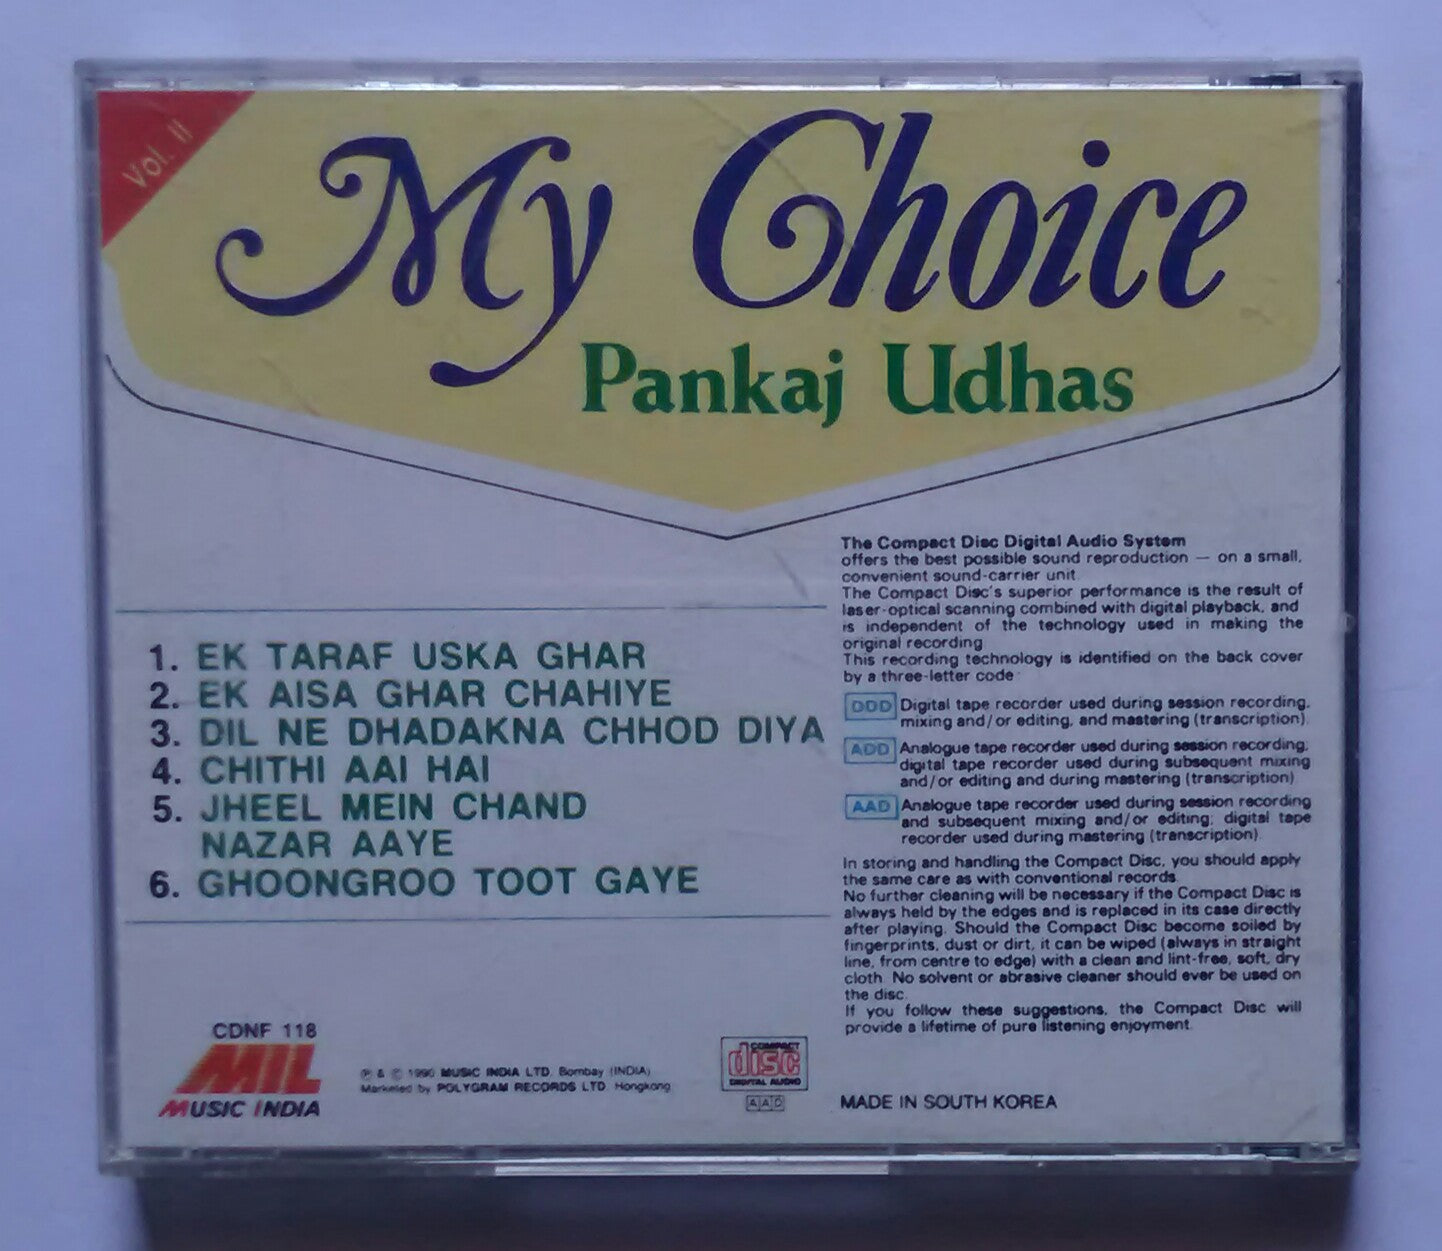 Vol. II
My Choice
Pankaj Udhas
1. EK TARAF USKA GHAR
2. EK AISA GHAR CHAHIYE
3. DIL NE DHADAKNA CHHOD DIYA
4. CHITHI AAI HAI
5. JHEEL MEIN CHAND
NAZAR AAYE
6. GHOONGROO TOOT GAYE
The Compact Disc Digital Audio System
offers the best possible sound reproduction — on a small,
convenient sound-carrier unit.
The Compact Disc's superior performance is the result of
laser-optical scanning combined with digital playback, and
is independent of the technology used in making the
original recording.
This recording technology is identified on the back cover
by a three-letter code:
DDD Digital tape recorder used during session recording,
mixing and/or editing, and mastering (transcription).
ADD Analogue tape recorder used during session recording;
digital tape recorder used during subsequent mixing
and/or editing and during mastering (transcription).
AAD Analogue tape recorder used during session recording
and subsequent mixing and/or editing; digital tape
recorder used during mastering (transcription).
In storing and handling the Compact Disc, you should apply
the same care as with conventional records.
No further cleaning will be necessary if the Compact Disc is
always held by the edges and is replaced in its case directly
after playing. Should the Compact Disc become soiled by
fingerprints, dust or dirt, it can be wiped (always in straight
line, from centre to edge) with a clean and lint-free, soft, dry
cloth. No solvent or abrasive cleaner should ever be used on
the disc.
If you follow these suggestions, the Compact Disc will
provide a lifetime of pure listening enjoyment.
CDNF 118
MIL
MUSIC INDIA
℗ & © 1990 MUSIC INDIA LTD. Bombay (INDIA)
Marketed by POLYGRAM RECORDS LTD. Hongkong
COMPACT
disc
DIGITAL AUDIO
AAD
MADE IN SOUTH KOREA